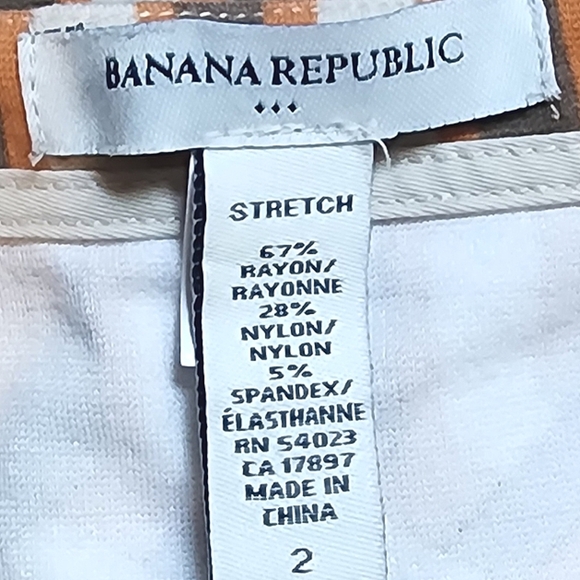 BANANA REPUBLIC
STRETCH
67%
RAYON/
RAYONNE
28%
NYLON/
NYLON
5%
SPANDEX/
ÉLASTHANNE
RN 54023
CA 17897
MADE IN
CHINA
2